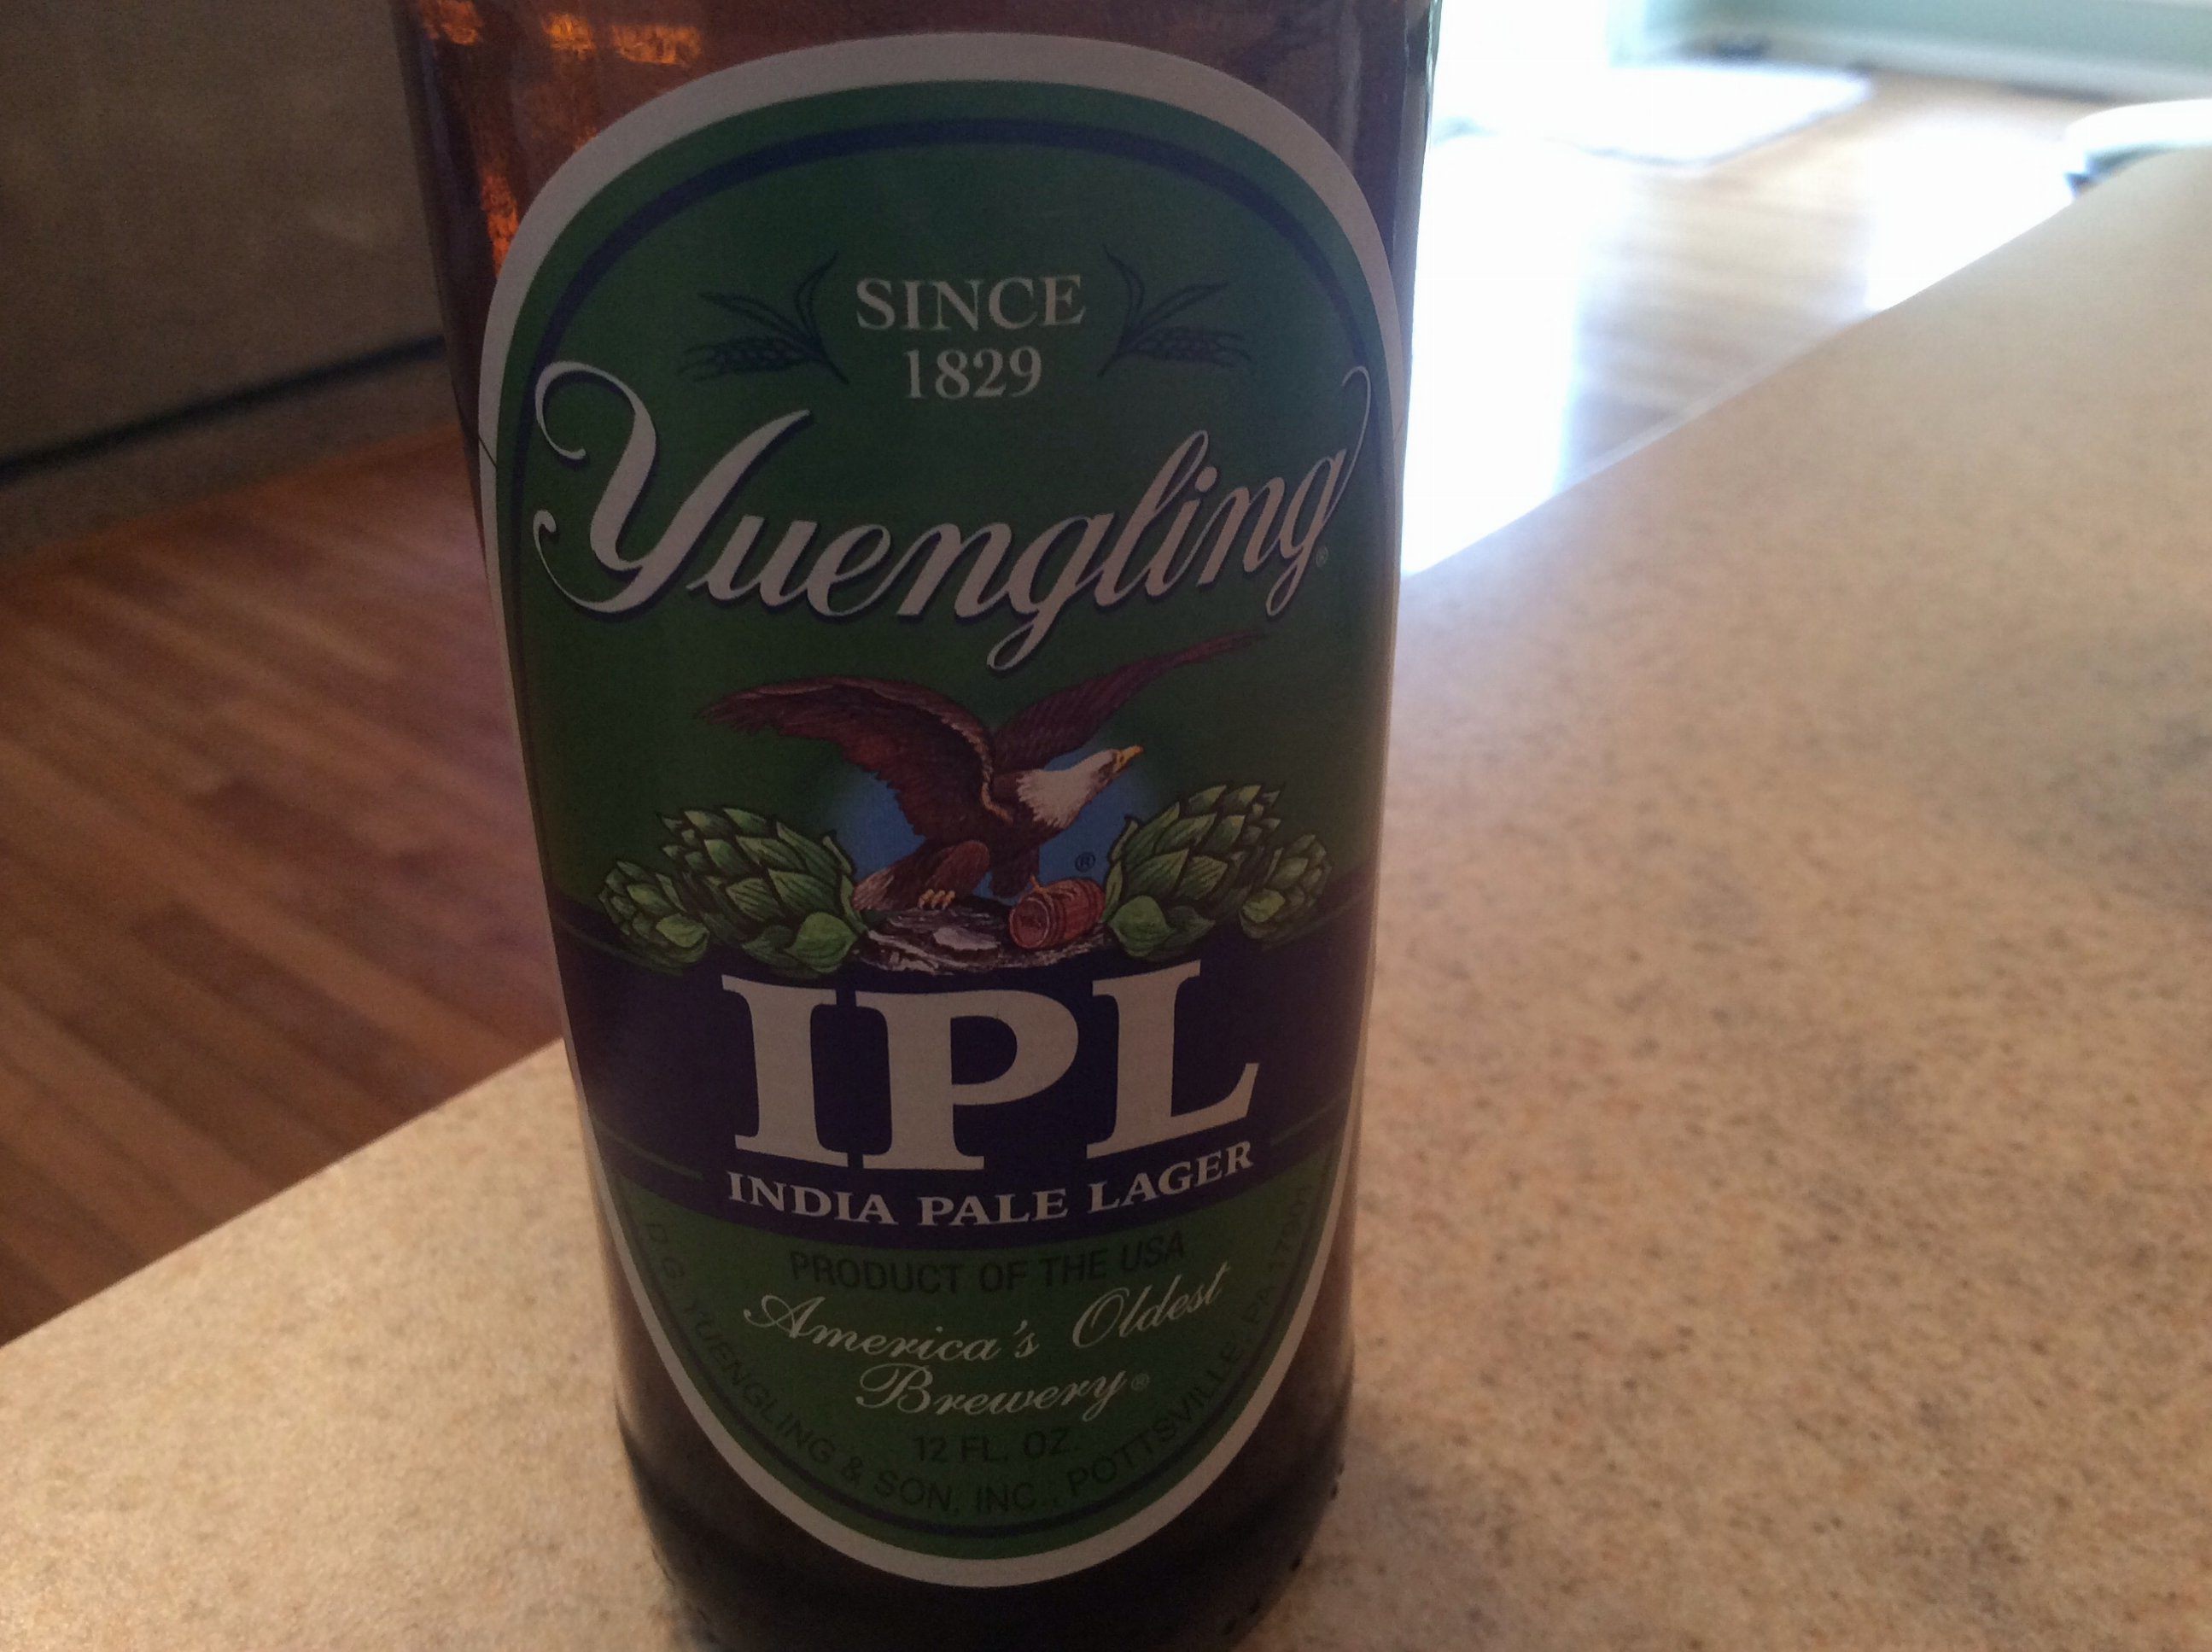 SINCE
1829
Yuengling®
®
IPL
INDIA PALE LAGER
PRODUCT OF THE USA
America's Oldest
Brewery®
12 FL. OZ.
D.G. YUENGLING & SON, INC., POTTSVILLE, PA 17901